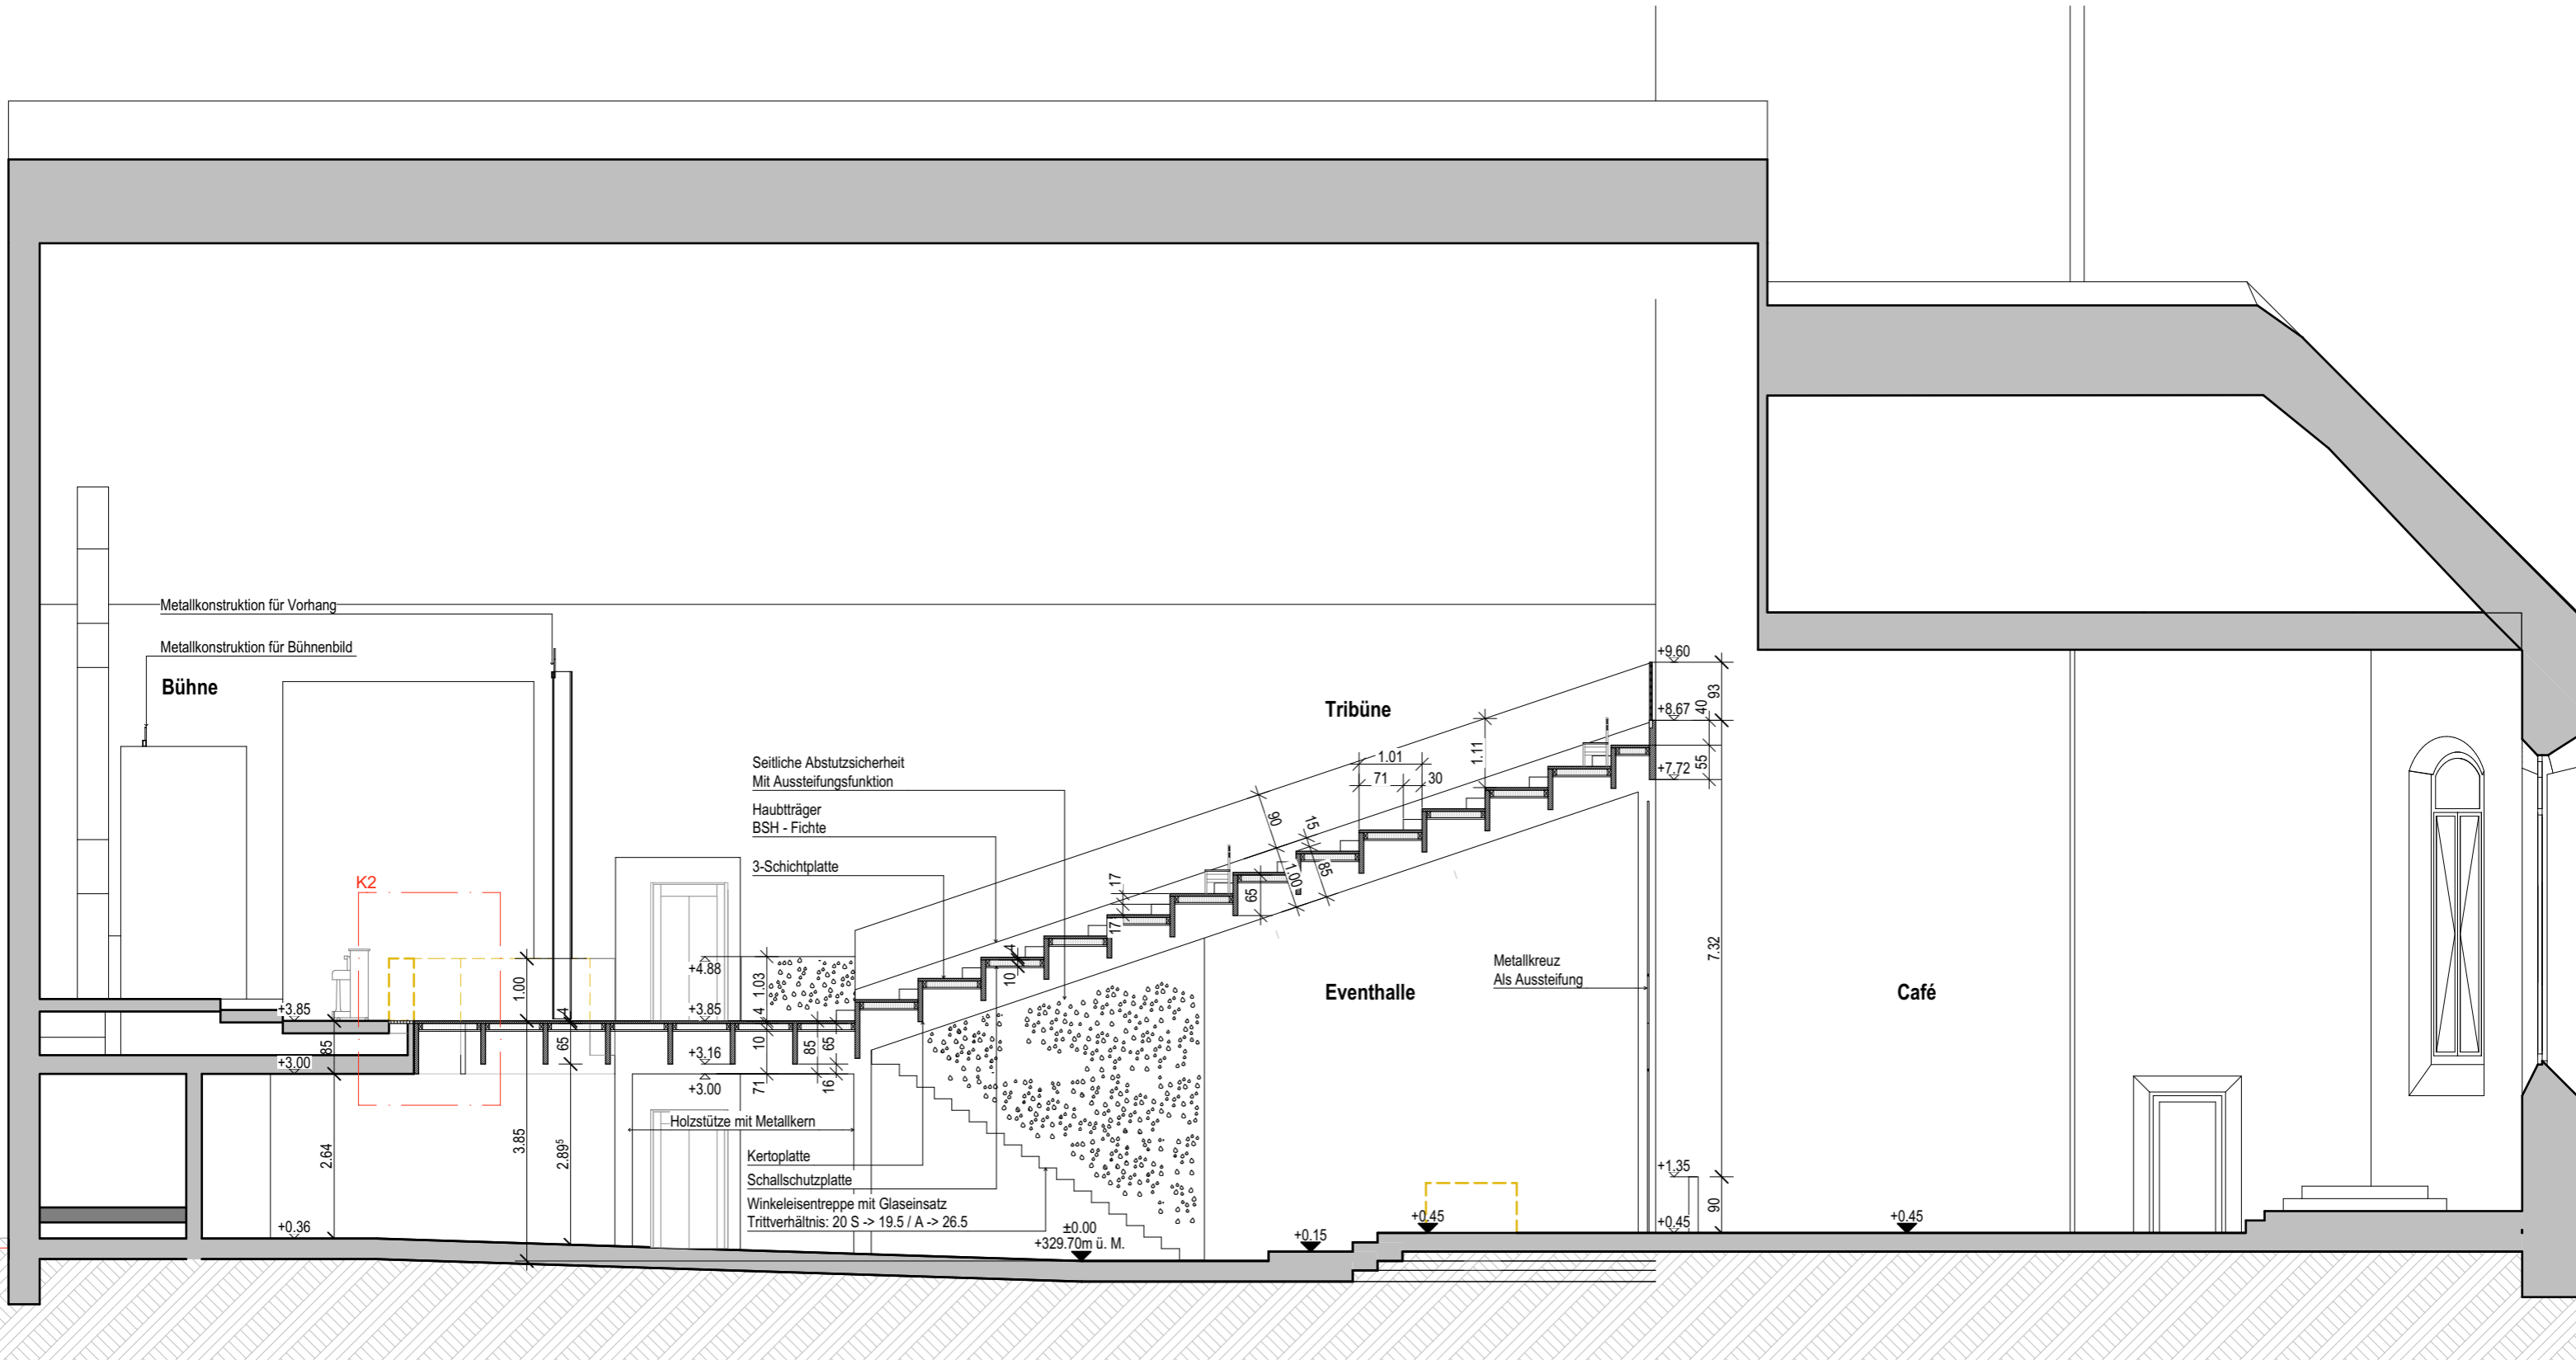 Metallkonstruktion für Vorhang
Metallkonstruktion für Bühnenbild
Bühne
Tribüne
+9.60
93
40
+8.67
+7.72
55
1.11
1.01
71
30
Seitliche Abstutzsicherheit
Mit Aussteifungsfunktion
Haubtträger
BSH - Fichte
3-Schichtplatte
90
15
1.00
85
65
17
17
K2
4
10
+4.88
1.03
1.00
+3.85
4
+3.85
4
85
65
10
85
65
+3.16
+3.00
+3.00
71
16
Metallkreuz
Als Aussteifung
Eventhalle
Café
7.32
Holzstütze mit Metallkern
2.64
3.85
2.89⁵
Kertoplatte
Schallschutzplatte
Winkeleisentreppe mit Glaseinsatz
Trittverhältnis: 20 S -> 19.5 / A -> 26.5
+1.35
90
+0.36
±0.00
+329.70m ü. M.
+0.15
+0.45
+0.45
+0.45